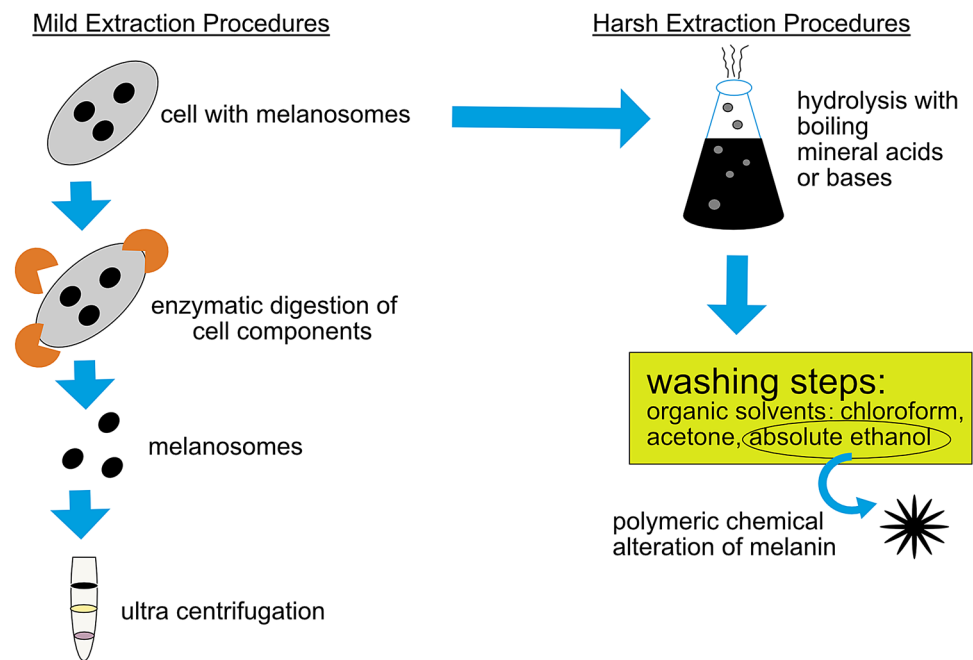 Mild Extraction Procedures
cell with melanosomes
enzymatic digestion of
cell components
melanosomes
ultra centrifugation
Harsh Extraction Procedures
hydrolysis with
boiling
mineral acids
or bases
washing steps:
organic solvents: chloroform,
acetone, absolute ethanol
polymeric chemical
alteration of melanin